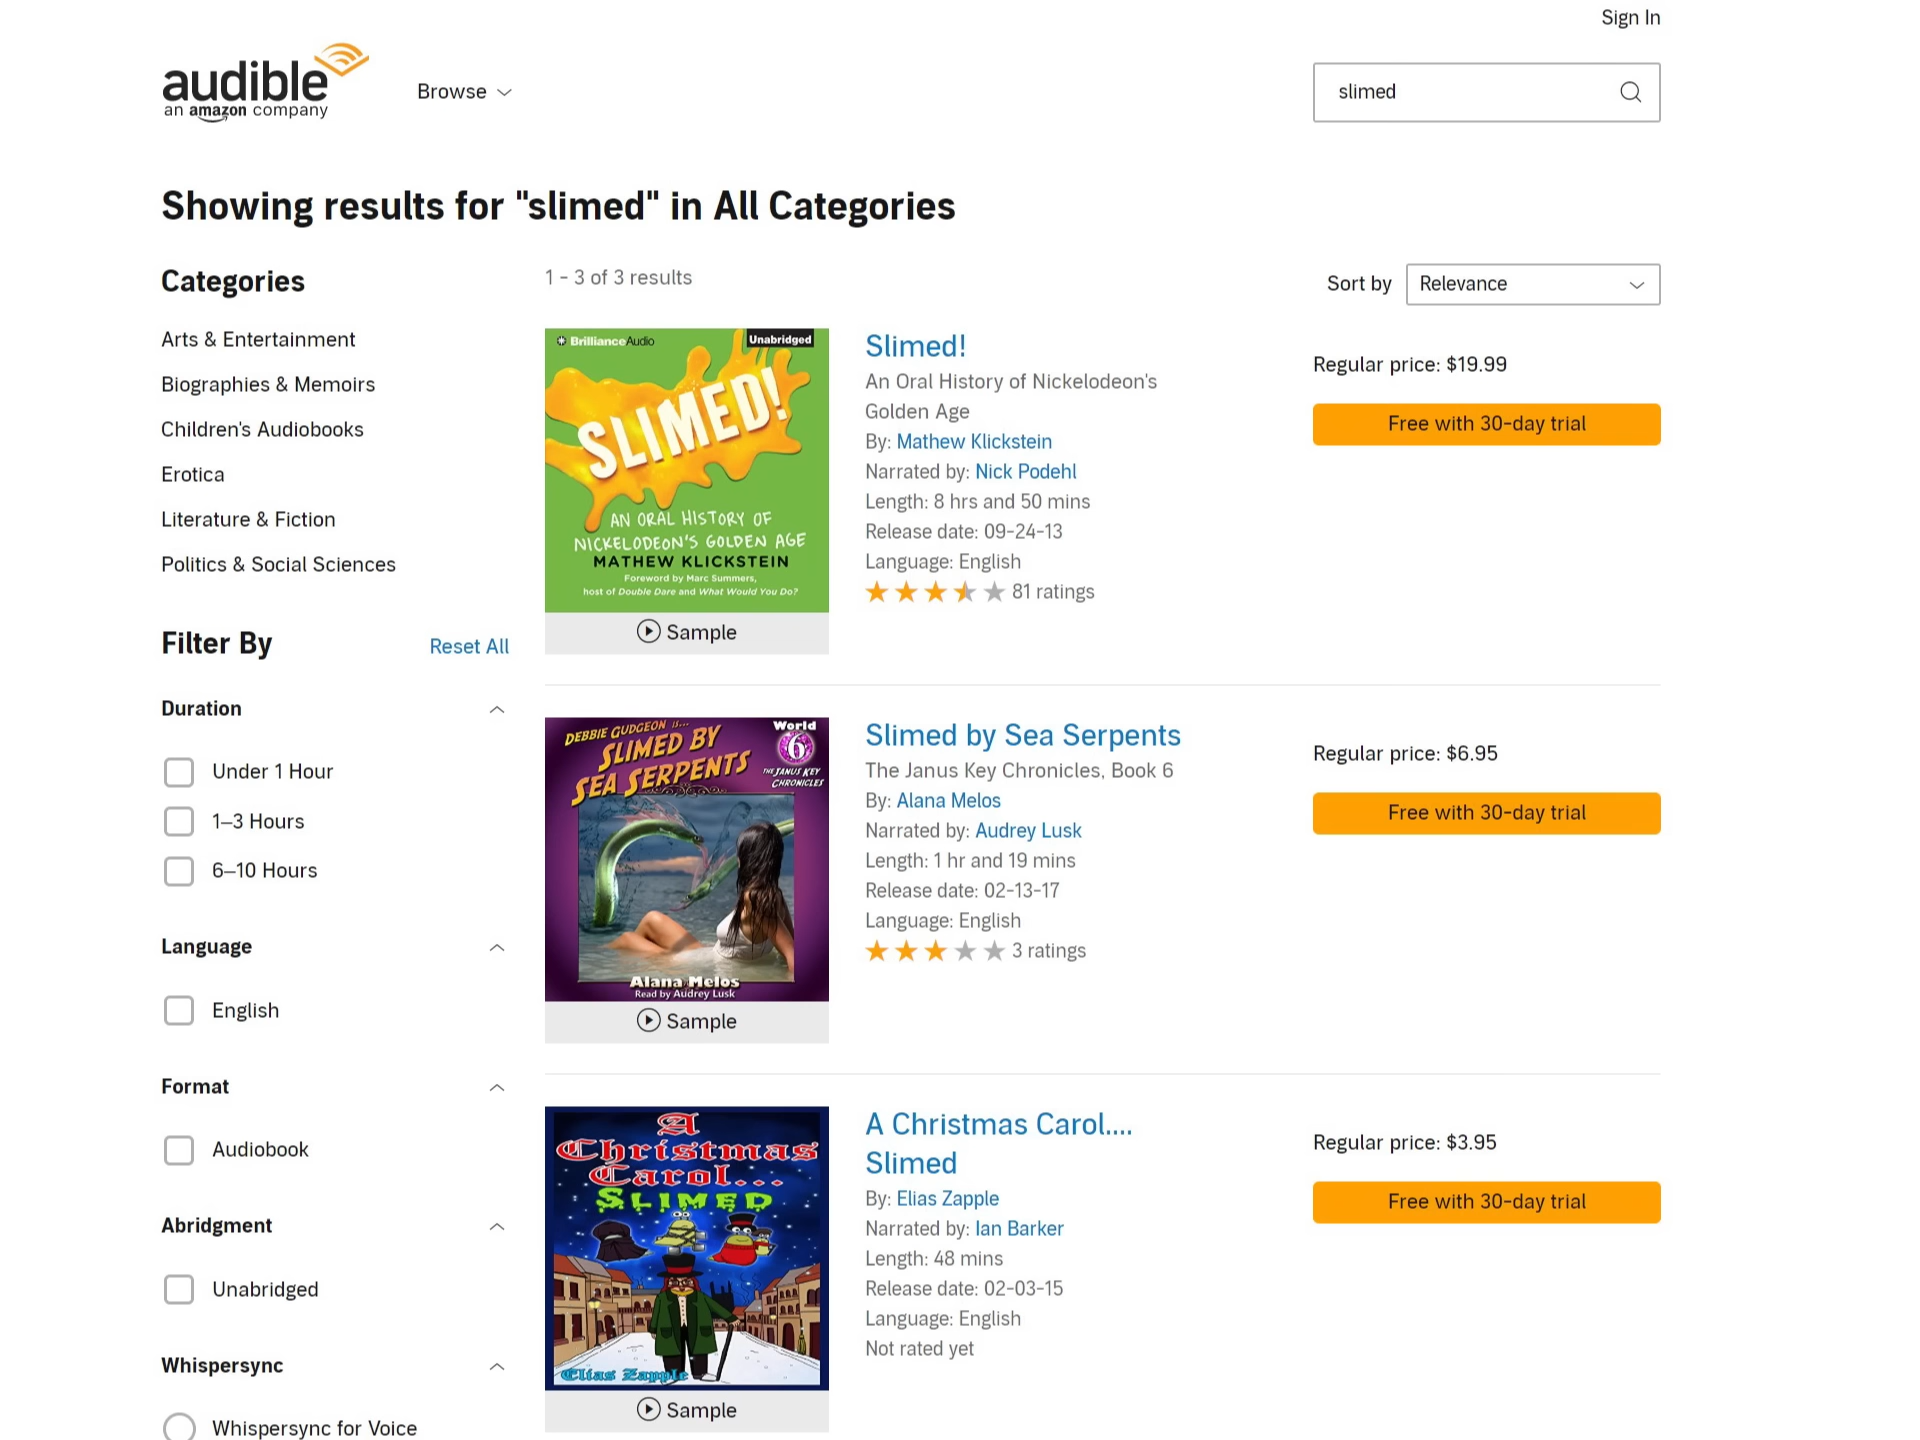 Sign In
audible
an amazon company
Browse
slimed
Showing results for "slimed" in All Categories
Categories
Arts & Entertainment
Biographies & Memoirs
Children's Audiobooks
Erotica
Literature & Fiction
Politics & Social Sciences
Filter By
Reset All
Duration
Under 1 Hour
1–3 Hours
6–10 Hours
Language
English
Format
Audiobook
Abridgment
Unabridged
Whispersync
Whispersync for Voice
1 - 3 of 3 results
Sort by
Relevance
BrillianceAudio
Unabridged
SLIMED!
AN ORAL HISTORY OF
NICKELODEON'S GOLDEN AGE
MATHEW KLICKSTEIN
Foreword by Marc Summers,
host of Double Dare and What Would You Do?
Sample
Slimed!
An Oral History of Nickelodeon's
Golden Age
By: Mathew Klickstein
Narrated by: Nick Podehl
Length: 8 hrs and 50 mins
Release date: 09-24-13
Language: English
81 ratings
Regular price: $19.99
Free with 30-day trial
DEBBIE GUDGEON IS...
SLIMED BY
SEA SERPENTS
World
6
THE JANUS KEY
CHRONICLES
Alana Melos
Read by Audrey Lusk
Sample
Slimed by Sea Serpents
The Janus Key Chronicles, Book 6
By: Alana Melos
Narrated by: Audrey Lusk
Length: 1 hr and 19 mins
Release date: 02-13-17
Language: English
3 ratings
Regular price: $6.95
Free with 30-day trial
A
Christmas
Carol...
SLIMED
Elias Zapple
Sample
A Christmas Carol....
Slimed
By: Elias Zapple
Narrated by: Ian Barker
Length: 48 mins
Release date: 02-03-15
Language: English
Not rated yet
Regular price: $3.95
Free with 30-day trial